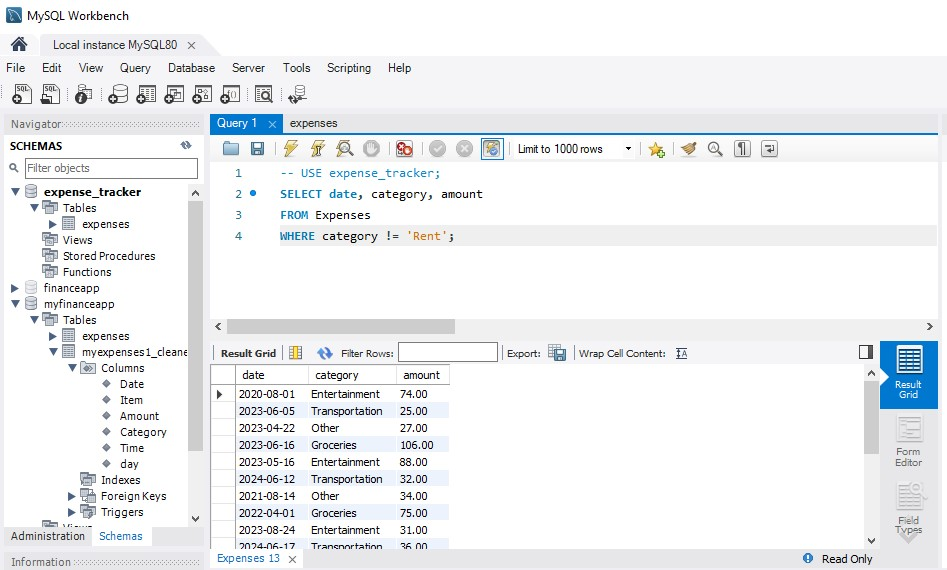 MySQL Workbench
Local instance MySQL80
File Edit View Query Database Server Tools Scripting Help
SQL SQL
Navigator
SCHEMAS
Filter objects
expense_tracker
Tables
expenses
Views
Stored Procedures
Functions
financeapp
myfinanceapp
Tables
expenses
myexpenses1_cleane
Columns
Date
Item
Amount
Category
Time
day
Indexes
Foreign Keys
Triggers
Views
Administration Schemas
Information
Query 1 expenses
Limit to 1000 rows
1 -- USE expense_tracker;
2 SELECT date, category, amount
3 FROM Expenses
4 WHERE category != 'Rent';
Result Grid Filter Rows: Export: Wrap Cell Content:
date category amount
2020-08-01 Entertainment 74.00
2023-06-05 Transportation 25.00
2023-04-22 Other 27.00
2023-06-16 Groceries 106.00
2023-05-16 Entertainment 88.00
2024-06-12 Transportation 32.00
2021-08-14 Other 34.00
2022-04-01 Groceries 75.00
2023-08-24 Entertainment 31.00
2024-06-17 Transportation 36.00
Result
Grid
Form
Editor
Field
Types
Expenses 13
Read Only